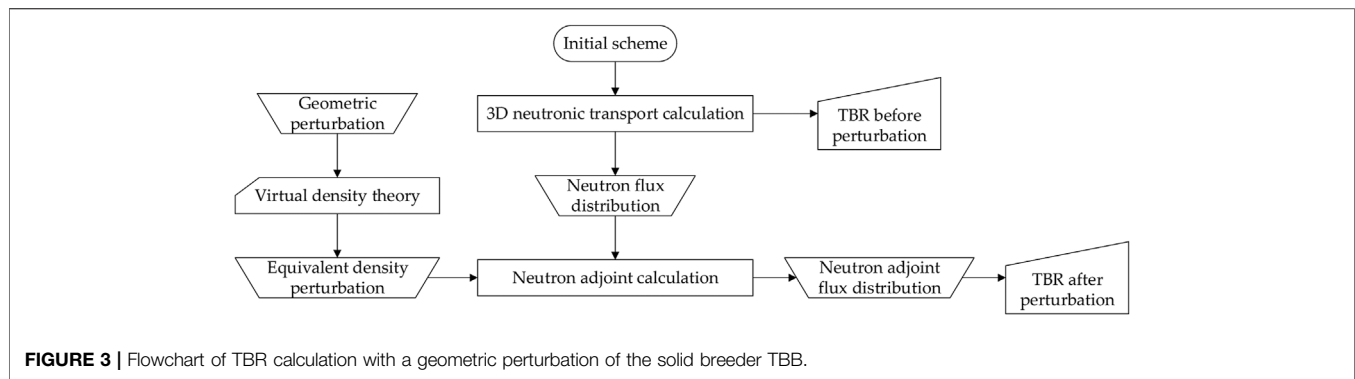 Initial scheme
Geometric
perturbation
3D neutronic transport calculation
TBR before
perturbation
Virtual density theory
Neutron flux
distribution
Equivalent density
perturbation
Neutron adjoint calculation
Neutron adjoint
flux distribution
TBR after
perturbation
FIGURE 3 | Flowchart of TBR calculation with a geometric perturbation of the solid breeder TBB.